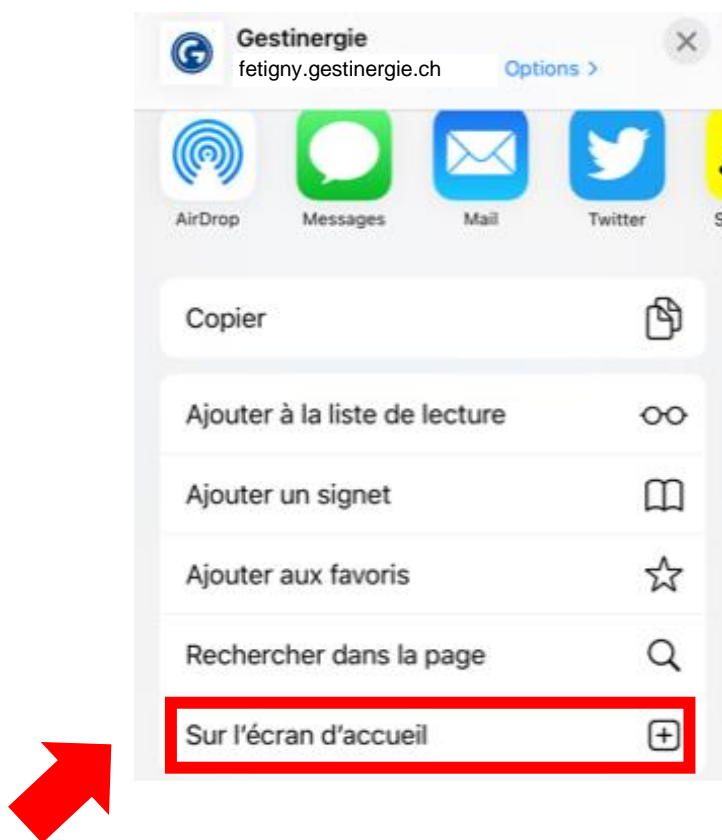 Gestinergie
fetigny.gestinergie.ch Options >
AirDrop Messages Mail Twitter S
Copier
Ajouter à la liste de lecture
Ajouter un signet
Ajouter aux favoris
Rechercher dans la page
Sur l'écran d'accueil